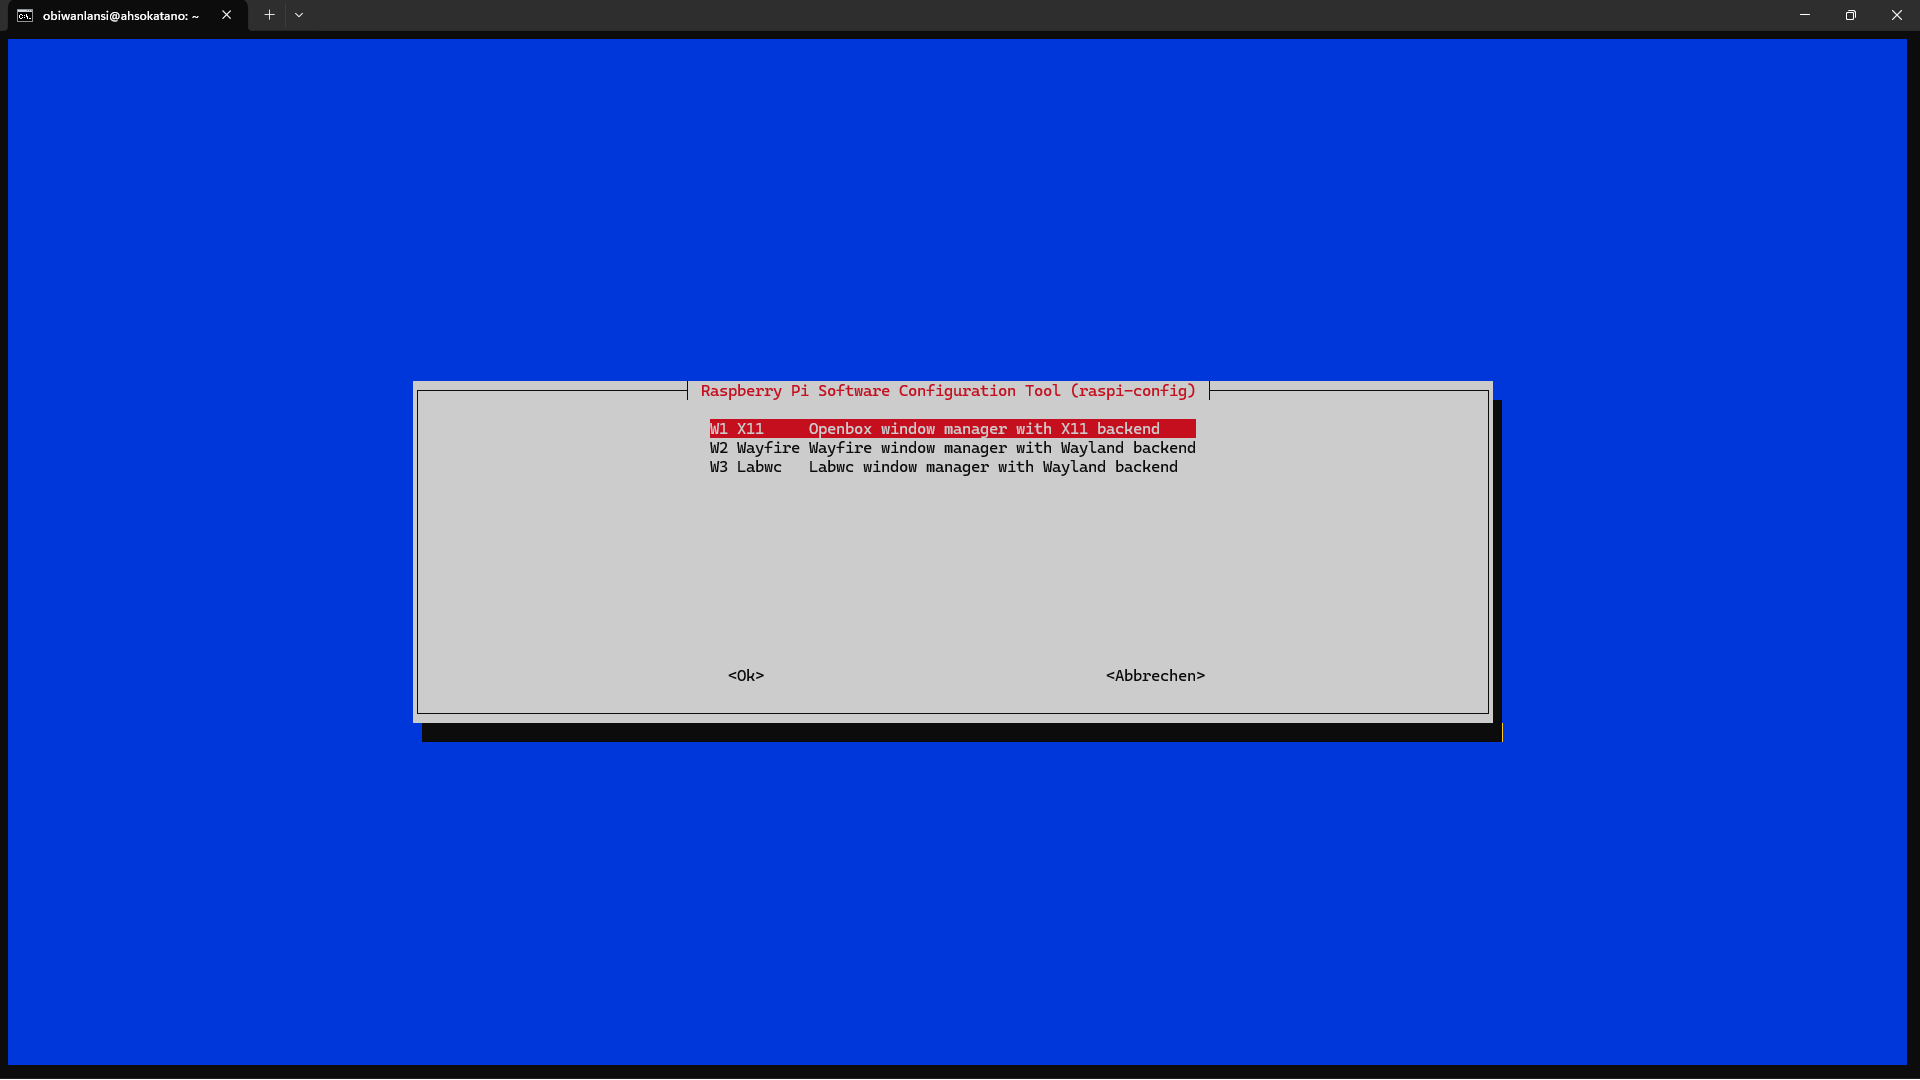 obiwanlansi@ahsokatano: ~
Raspberry Pi Software Configuration Tool (raspi-config)
W1 X11     Openbox window manager with X11 backend
W2 Wayfire Wayfire window manager with Wayland backend
W3 Labwc   Labwc window manager with Wayland backend
<Ok> <Abbrechen>